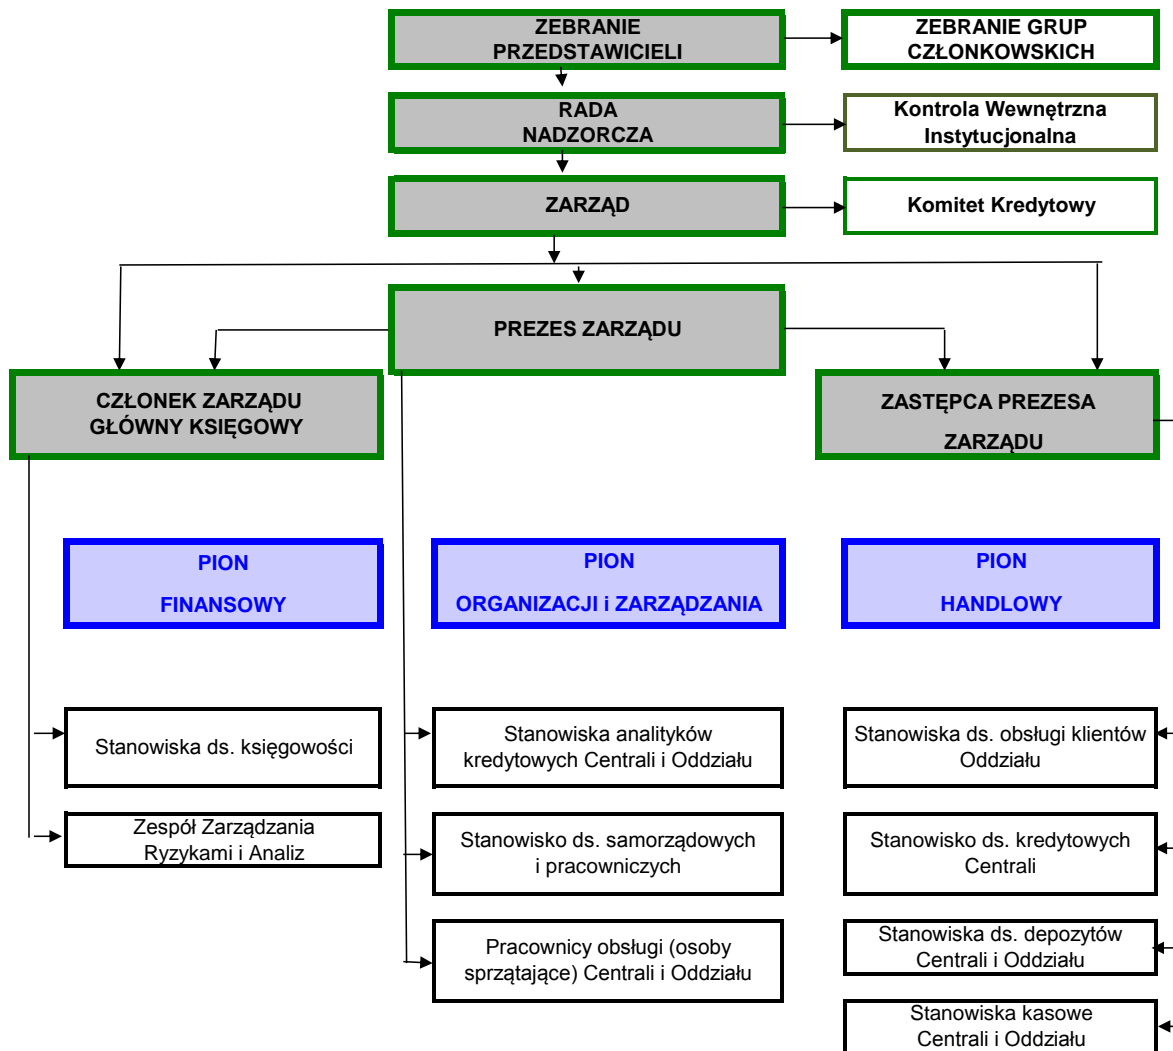 ZEBRANIE
PRZEDSTAWICIELI
ZEBRANIE GRUP
CZŁONKOWSKICH
RADA
NADZORCZA
Kontrola Wewnętrzna
Instytucjonalna
ZARZĄD
Komitet Kredytowy
PREZES ZARZĄDU
CZŁONEK ZARZĄDU
GŁÓWNY KSIĘGOWY
ZASTĘPCA PREZESA
ZARZĄDU
PION
FINANSOWY
PION
ORGANIZACJI i ZARZĄDZANIA
PION
HANDLOWY
Stanowiska ds. księgowości
Stanowiska analityków
kredytowych Centrali i Oddziału
Stanowiska ds. obsługi klientów
Oddziału
Zespół Zarządzania
Ryzykami i Analiz
Stanowisko ds. samorządowych
i pracowniczych
Stanowisko ds. kredytowych
Centrali
Pracownicy obsługi (osoby
sprzątające) Centrali i Oddziału
Stanowiska ds. depozytów
Centrali i Oddziału
Stanowiska kasowe
Centrali i Oddziału